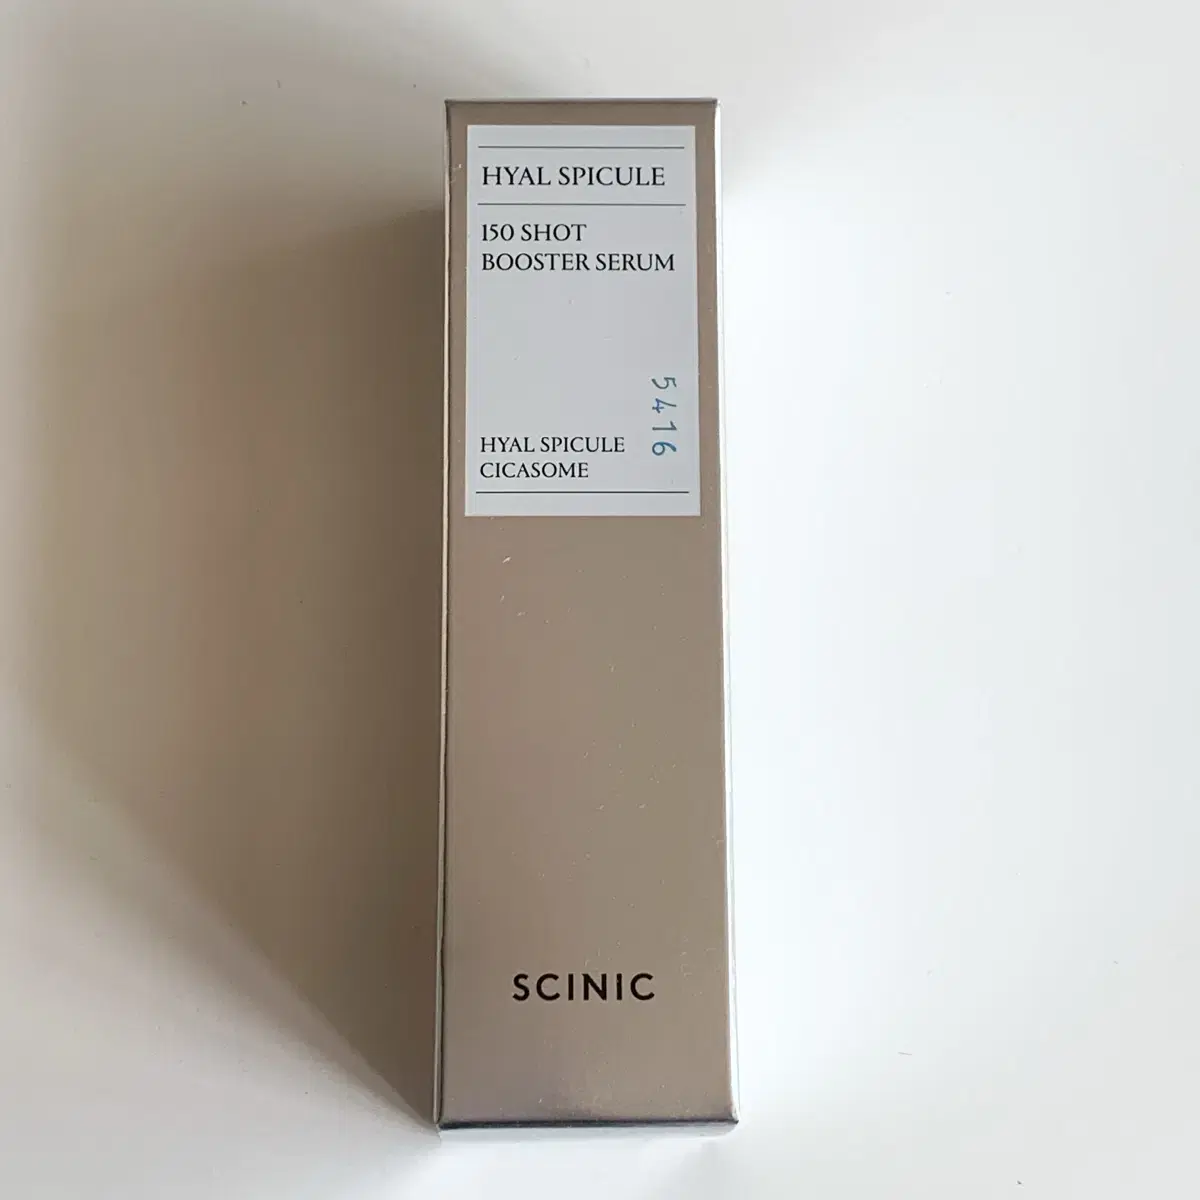 HYAL SPICULE
150 SHOT
BOOSTER SERUM
5416
HYAL SPICULE
CICASOME
SCINIC